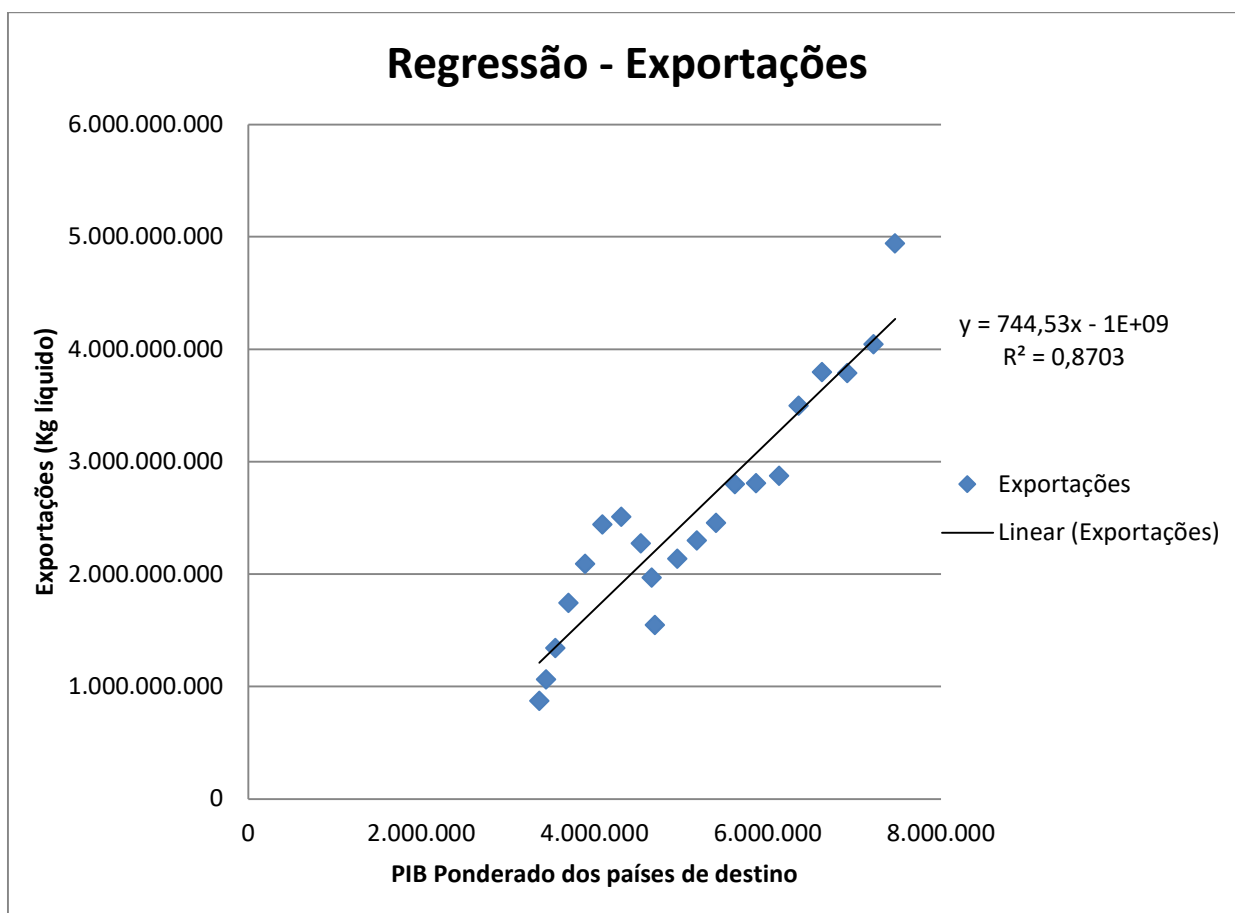 Regressão - Exportações
6.000.000.000
5.000.000.000
4.000.000.000
3.000.000.000
2.000.000.000
1.000.000.000
0
Exportações (Kg líquido)
0 2.000.000 4.000.000 6.000.000 8.000.000
PIB Ponderado dos países de destino
y = 744,53x - 1E+09
R² = 0,8703
Exportações
Linear (Exportações)